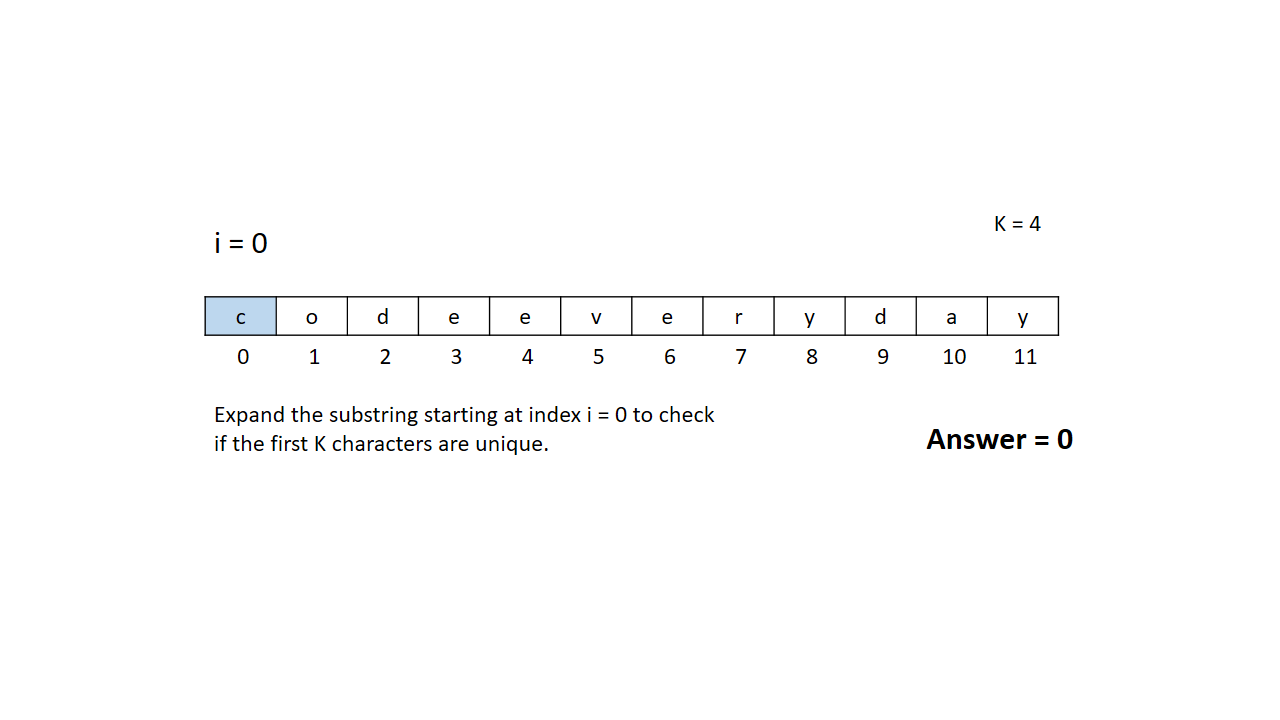 K = 4
i = 0
c o d e e v e r y d a y
0 1 2 3 4 5 6 7 8 9 10 11
Expand the substring starting at index i = 0 to check
if the first K characters are unique.
Answer = 0